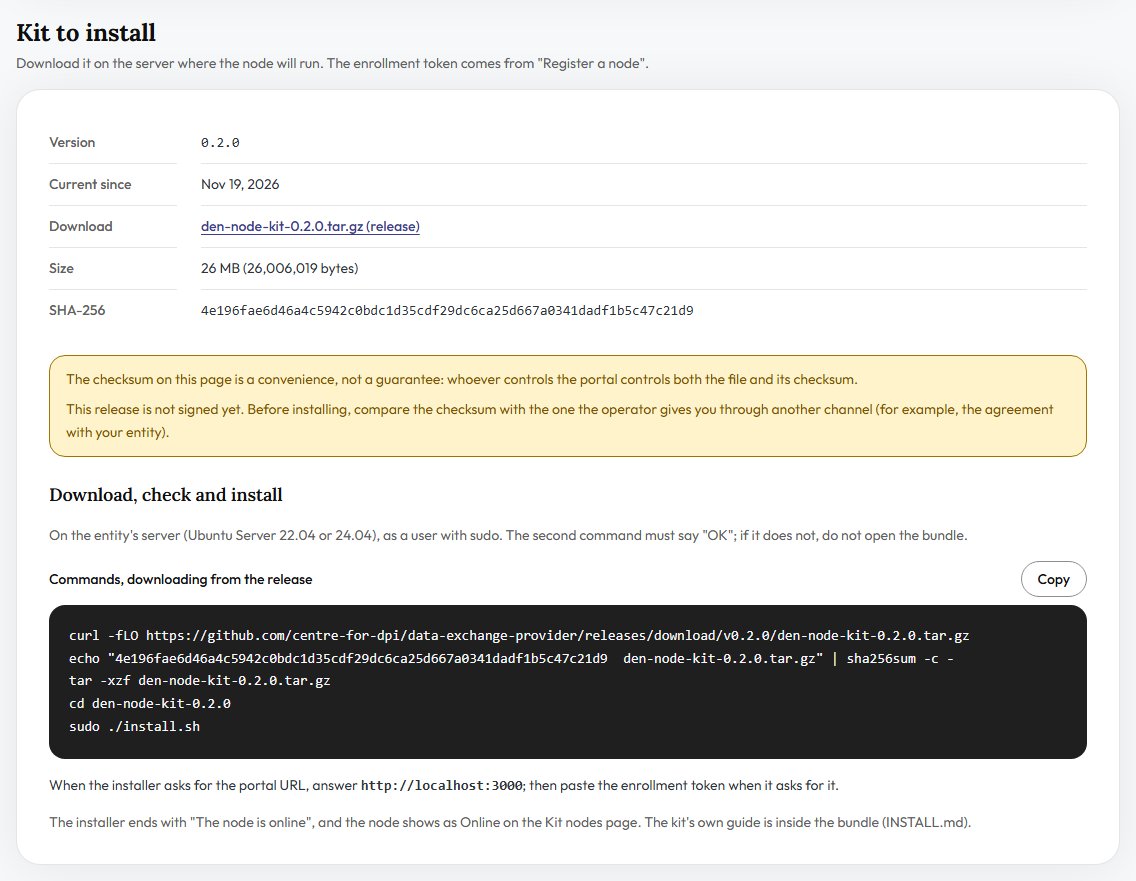 Kit to install
Download it on the server where the node will run. The enrollment token comes from "Register a node".
Version
0.2.0
Current since
Nov 19, 2026
Download
den-node-kit-0.2.0.tar.gz (release)
Size
26 MB (26,006,019 bytes)
SHA-256
4e196fae6d46a4c5942c0bdc1d35cdf29dc6ca25d667a0341dadf1b5c47c21d9
The checksum on this page is a convenience, not a guarantee: whoever controls the portal controls both the file and its checksum.
This release is not signed yet. Before installing, compare the checksum with the one the operator gives you through another channel (for example, the agreement
with your entity).
Download, check and install
On the entity's server (Ubuntu Server 22.04 or 24.04), as a user with sudo. The second command must say "OK"; if it does not, do not open the bundle.
Commands, downloading from the release
Copy
curl -fLO https://github.com/centre-for-dpi/data-exchange-provider/releases/download/v0.2.0/den-node-kit-0.2.0.tar.gz
echo "4e196fae6d46a4c5942c0bdc1d35cdf29dc6ca25d667a0341dadf1b5c47c21d9  den-node-kit-0.2.0.tar.gz" | sha256sum -c -
tar -xzf den-node-kit-0.2.0.tar.gz
cd den-node-kit-0.2.0
sudo ./install.sh
When the installer asks for the portal URL, answer http://localhost:3000; then paste the enrollment token when it asks for it.
The installer ends with "The node is online", and the node shows as Online on the Kit nodes page. The kit's own guide is inside the bundle (INSTALL.md).